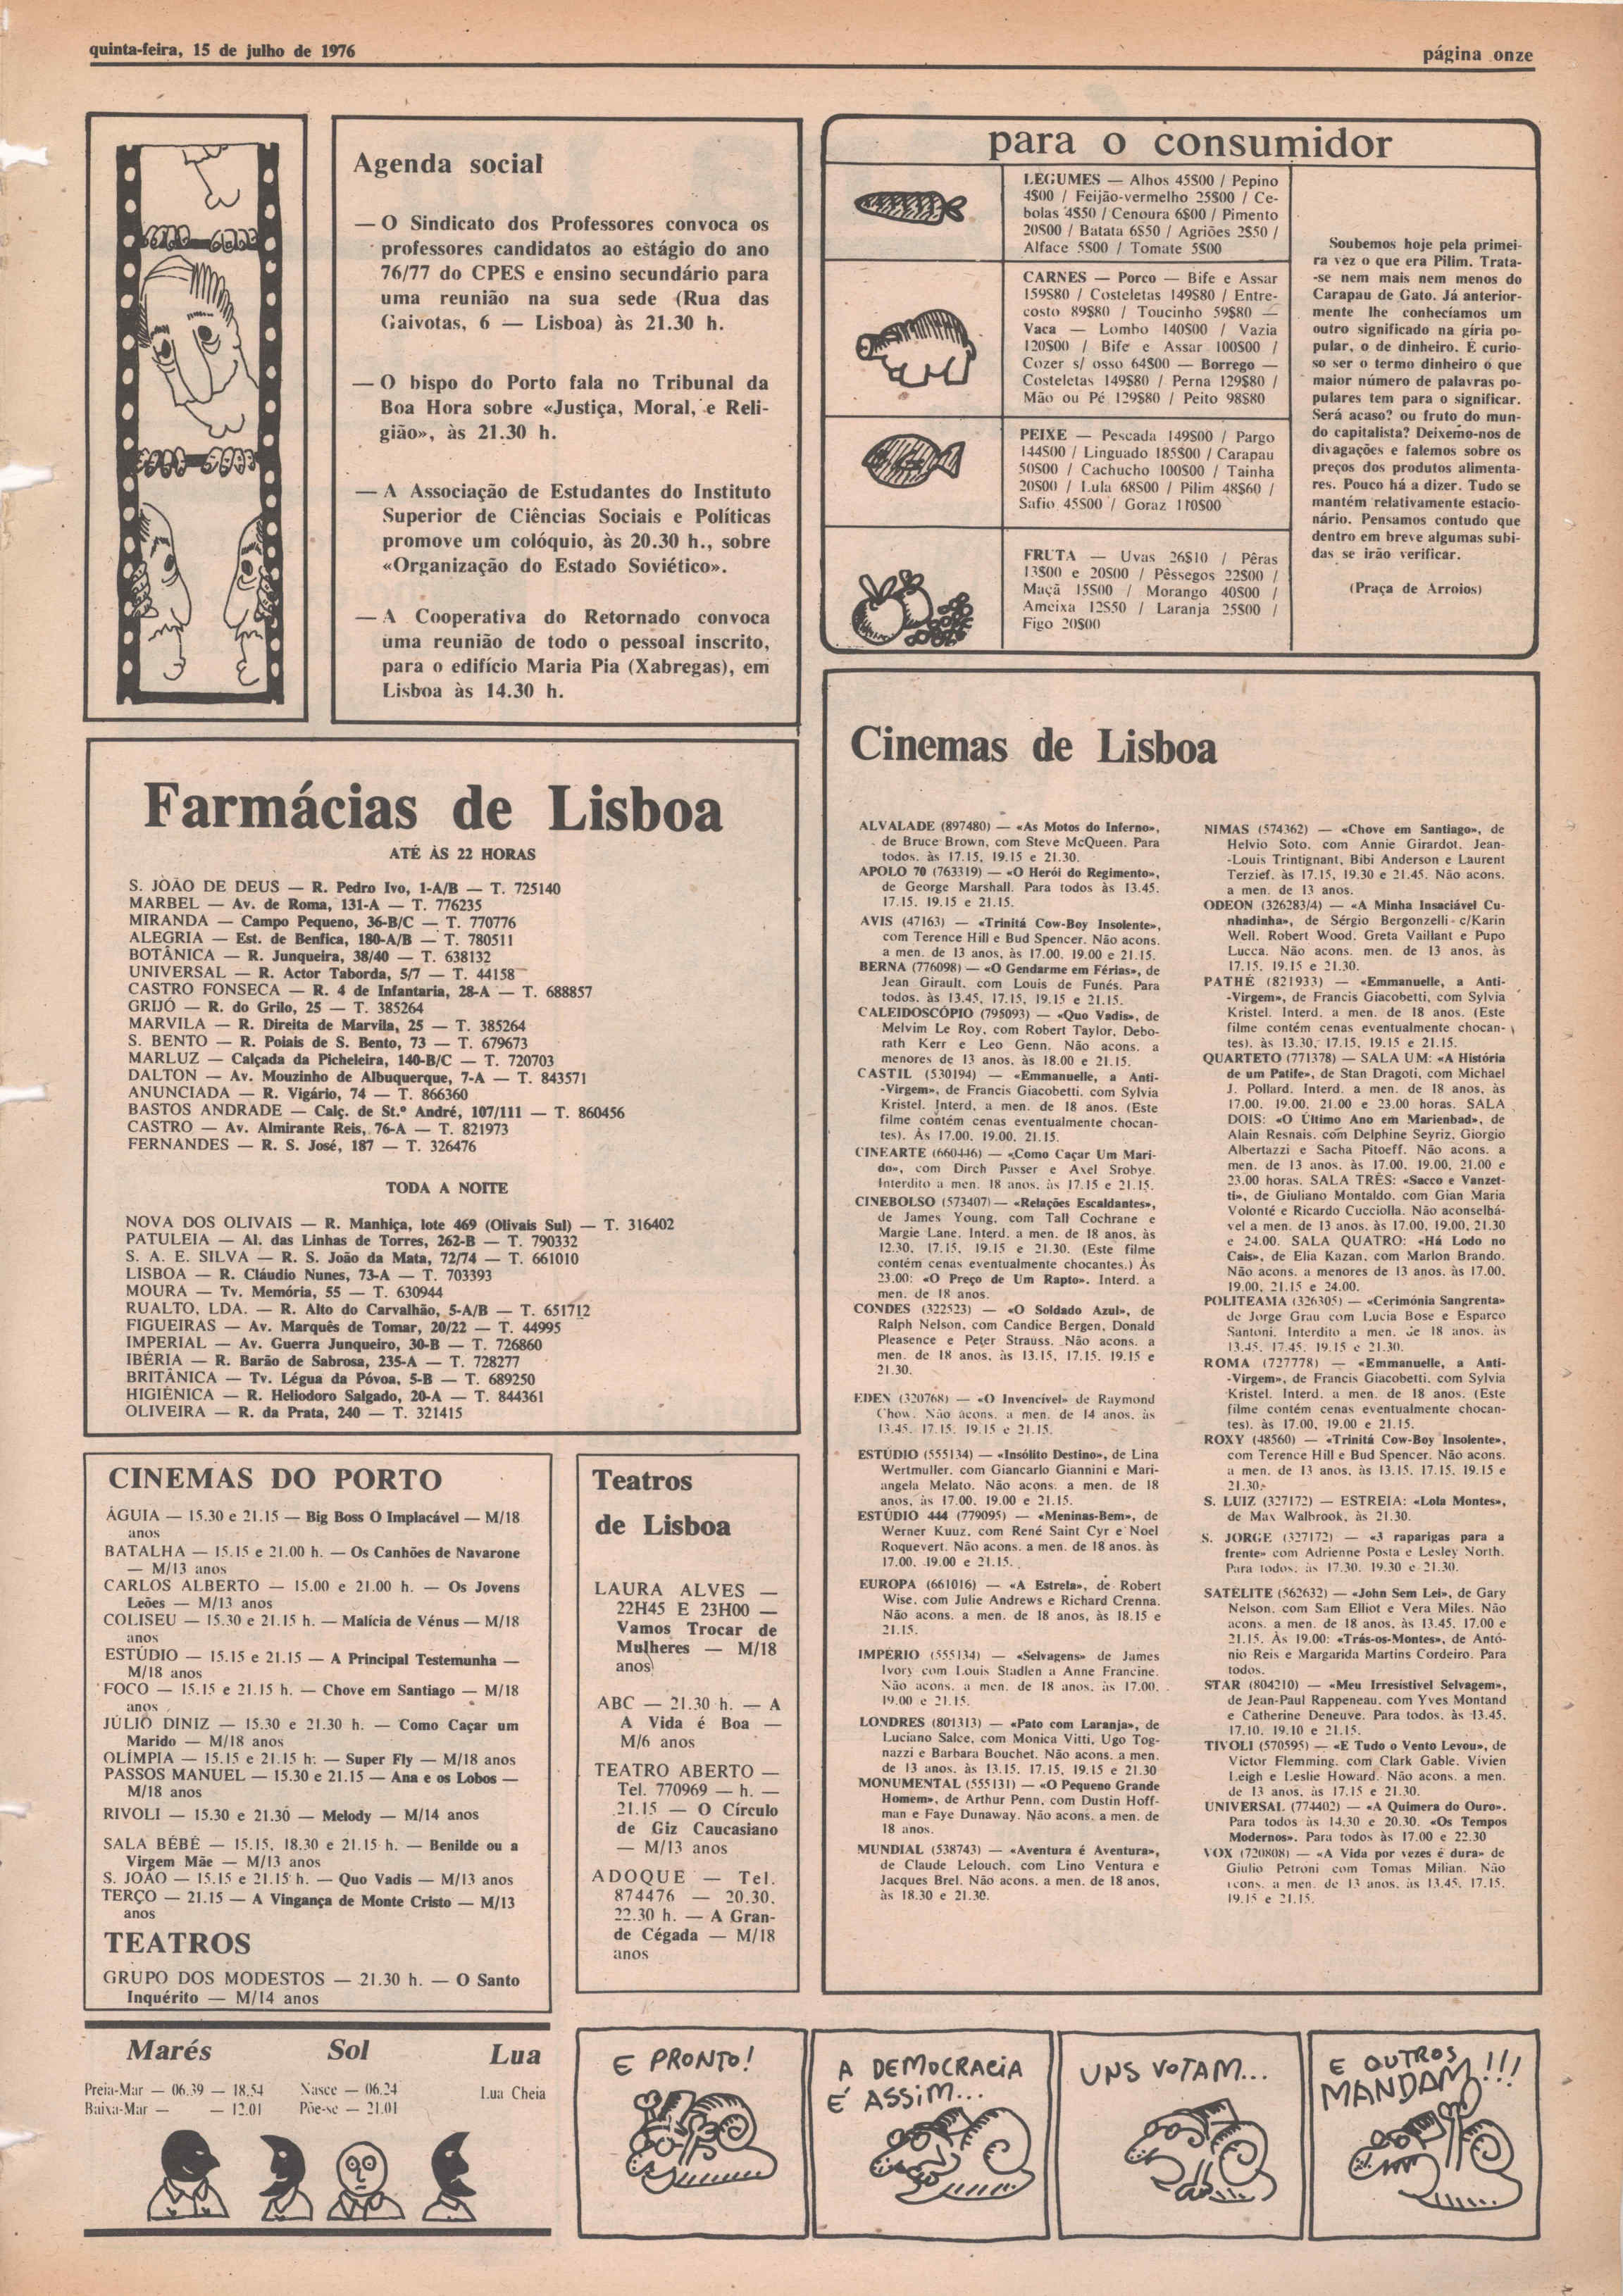 quinta-feira, 15 de julho de 1976
página onze
Agenda social
— O Sindicato dos Professores convoca os
professores candidatos ao estágio do ano
76/77 do CPES e ensino secundário para
uma reunião na sua sede (Rua das
Gaivotas, 6 — Lisboa) às 21.30 h.
— O bispo do Porto fala no Tribunal da
Boa Hora sobre «Justiça, Moral, e Reli-
gião», às 21.30 h.
— A Associação de Estudantes do Instituto
Superior de Ciências Sociais e Políticas
promove um colóquio, às 20.30 h., sobre
«Organização do Estado Soviético».
— A Cooperativa do Retornado convoca
uma reunião de todo o pessoal inscrito,
para o edifício Maria Pia (Xabregas), em
Lisboa às 14.30 h.
para o consumidor
LEGUMES — Alhos 45$00 / Pepino
4$00 / Feijão-vermelho 25$00 / Ce-
bolas 4$50 / Cenoura 6$00 / Pimento
20$00 / Batata 6$50 / Agriões 2$50 /
Alface 5$00 / Tomate 5$00
CARNES — Porco — Bife e Assar
159$80 / Costeletas 149$80 / Entre-
costo 89$80 / Toucinho 59$80 —
Vaca — Lombo 140$00 / Vazia
120$00 / Bife e Assar 100$00 /
Cozer s/ osso 64$00 — Borrego —
Costeletas 149$80 / Perna 129$80 /
Mão ou Pé 129$80 / Peito 98$80
PEIXE — Pescada 149$00 / Pargo
144$00 / Linguado 185$00 / Carapau
50$00 / Cachucho 100$00 / Tainha
20$00 / Lula 68$00 / Pilim 48$60 /
Safio 45$00 / Goraz 110$00
FRUTA — Uvas 26$10 / Pêras
13$00 e 20$00 / Pêssegos 22$00 /
Maçã 15$00 / Morango 40$00 /
Ameixa 12$50 / Laranja 25$00 /
Figo 20$00
Soubemos hoje pela primei-
ra vez o que era Pilim. Trata-
-se nem mais nem menos do
Carapau de Gato. Já anterior-
mente lhe conhecíamos um
outro significado na gíria po-
pular, o de dinheiro. É curio-
so ser o termo dinheiro o que
maior número de palavras po-
pulares tem para o significar.
Será acaso? ou fruto do mun-
do capitalista? Deixemo-nos de
divagações e falemos sobre os
preços dos produtos alimenta-
res. Pouco há a dizer. Tudo se
mantém relativamente estacio-
nário. Pensamos contudo que
dentro em breve algumas subi-
das se irão verificar.
(Praça de Arroios)
Farmácias de Lisboa
ATÉ ÀS 22 HORAS
S. JOÃO DE DEUS — R. Pedro Ivo, 1-A/B — T. 725140
MARBEL — Av. de Roma, 131-A — T. 776235
MIRANDA — Campo Pequeno, 36-B/C — T. 770776
ALEGRIA — Est. de Benfica, 180-A/B — T. 780511
BOTÂNICA — R. Junqueira, 38/40 — T. 638132
UNIVERSAL — R. Actor Taborda, 5/7 — T. 44158
CASTRO FONSECA — R. 4 de Infantaria, 28-A — T. 688857
GRIJÓ — R. do Grilo, 25 — T. 385264
MARVILA — R. Direita de Marvila, 25 — T. 385264
S. BENTO — R. Poiais de S. Bento, 73 — T. 679673
MARLUZ — Calçada da Picheleira, 140-B/C — T. 720703
DALTON — Av. Mouzinho de Albuquerque, 7-A — T. 843571
ANUNCIADA — R. Vigário, 74 — T. 866360
BASTOS ANDRADE — Calç. de St.º André, 107/111 — T. 860456
CASTRO — Av. Almirante Reis, 76-A — T. 821973
FERNANDES — R. S. José, 187 — T. 326476
TODA A NOITE
NOVA DOS OLIVAIS — R. Manhiça, lote 469 (Olivais Sul) — T. 316402
PATULEIA — Al. das Linhas de Torres, 262-B — T. 790332
S. A. E. SILVA — R. S. João da Mata, 72/74 — T. 661010
LISBOA — R. Cláudio Nunes, 73-A — T. 703393
MOURA — Tv. Memória, 55 — T. 630944
RUALTO, LDA. — R. Alto do Carvalhão, 5-A/B — T. 651712
FIGUEIRAS — Av. Marquês de Tomar, 20/22 — T. 44995
IMPERIAL — Av. Guerra Junqueiro, 30-B — T. 726860
IBÉRIA — R. Barão de Sabrosa, 235-A — T. 728277
BRITÂNICA — Tv. Légua da Póvoa, 5-B — T. 689250
HIGIÉNICA — R. Heliodoro Salgado, 20-A — T. 844361
OLIVEIRA — R. da Prata, 240 — T. 321415
Cinemas de Lisboa
ALVALADE (897480) — «As Motos do Inferno»,
de Bruce Brown, com Steve McQueen. Para
todos. às 17.15, 19.15 e 21.30.
APOLO 70 (763319) — «O Herói do Regimento»,
de George Marshall. Para todos às 13.45.
17.15. 19.15 e 21.15.
AVIS (47163) — «Trinitá Cow-Boy Insolente»,
com Terence Hill e Bud Spencer. Não acons.
a men. de 13 anos, às 17.00. 19.00 e 21.15.
BERNA (776098) — «O Gendarme em Férias», de
Jean Girault. com Louis de Funés. Para
todos. às 13.45, 17.15, 19.15 e 21.15.
CALEIDOSCÓPIO (795093) — «Quo Vadis», de
Melvim Le Roy, com Robert Taylor, Debo-
rath Kerr e Leo Genn. Não acons. a
menores de 13 anos, às 18.00 e 21.15.
CASTIL (530194) — «Emmanuelle, a Anti-
-Virgem», de Francis Giacobetti. com Sylvia
Kristel. Interd. a men. de 18 anos. (Este
filme contém cenas eventualmente chocan-
tes). Às 17.00. 19.00. 21.15.
CINEARTE (660446) — «Como Caçar Um Mari-
do», com Dirch Passer e Axel Srobye.
Interdito a men. 18 anos. às 17.15 e 21.15.
CINEBOLSO (573407) — «Relações Escaldantes»,
de James Young, com Tall Cochrane e
Margie Lane. Interd. a men. de 18 anos, às
12.30, 17.15, 19.15 e 21.30. (Este filme
contém cenas eventualmente chocantes.) Às
23.00: «O Preço de Um Rapto». Interd. a
men. de 18 anos.
CONDES (322523) — «O Soldado Azul», de
Ralph Nelson, com Candice Bergen, Donald
Pleasence e Peter Strauss. Não acons. a
men. de 18 anos, às 13.15, 17.15. 19.15 e
21.30.
EDEN (320768) — «O Invencível» de Raymond
Chow. Não acons. a men. de 14 anos. às
13.45. 17.15. 19.15 e 21.15.
ESTÚDIO (555134) — «Insólito Destino», de Lina
Wertmuller. com Giancarlo Giannini e Mari-
angela Melato. Não acons. a men. de 18
anos, às 17.00. 19.00 e 21.15.
ESTÚDIO 444 (779095) — «Meninas-Bem», de
Werner Kuuz, com René Saint Cyr e Noel
Roquevert. Não acons. a men. de 18 anos. às
17.00. 19.00 e 21.15.
EUROPA (661016) — «A Estrela», de Robert
Wise. com Julie Andrews e Richard Crenna.
Não acons. a men. de 18 anos, às 18.15 e
21.15.
IMPÉRIO (555134) — «Selvagens» de James
Ivory com Louis Stadlen a Anne Francine.
Não acons. a men. de 18 anos. às 17.00.
19.00 e 21.15.
LONDRES (801313) — «Pato com Laranja», de
Luciano Salce, com Monica Vitti, Ugo Tog-
nazzi e Barbara Bouchet. Não acons. a men.
de 13 anos. às 13.15. 17.15, 19.15 e 21.30
MONUMENTAL (555131) — «O Pequeno Grande
Homem», de Arthur Penn, com Dustin Hoff-
man e Faye Dunaway. Não acons. a men. de
18 anos.
MUNDIAL (538743) — «Aventura é Aventura»,
de Claude Lelouch, com Lino Ventura e
Jacques Brel. Não acons. a men. de 18 anos,
às 18.30 e 21.30.
NIMAS (574362) — «Chove em Santiago», de
Helvio Soto. com Annie Girardot. Jean-
-Louis Trintignant, Bibi Anderson e Laurent
Terzief. às 17.15, 19.30 e 21.45. Não acons.
a men. de 13 anos.
ODEON (326283/4) — «A Minha Insaciável Cu-
nhadinha», de Sérgio Bergonzelli c/Karin
Well. Robert Wood. Greta Vaillant e Pupo
Lucca. Não acons. men. de 13 anos, às
17.15. 19.15 e 21.30.
PATHÉ (821933) — «Emmanuelle, a Anti-
-Virgem», de Francis Giacobetti, com Sylvia
Kristel. Interd. a men. de 18 anos. (Este
filme contém cenas eventualmente chocan-
tes). às 13.30, 17.15, 19.15 e 21.15.
QUARTETO (771378) — SALA UM: «A História
de um Patife», de Stan Dragoti, com Michael
J. Pollard. Interd. a men. de 18 anos, às
17.00. 19.00. 21.00 e 23.00 horas. SALA
DOIS: «O Último Ano em Marienbad», de
Alain Resnais. com Delphine Seyriz, Giorgio
Albertazzi e Sacha Pitoeff. Não acons. a
men. de 13 anos. às 17.00. 19.00, 21.00 e
23.00 horas. SALA TRÊS: «Sacco e Vanzet-
ti», de Giuliano Montaldo. com Gian Maria
Volonté e Ricardo Cucciolla. Não aconselhá-
vel a men. de 13 anos. às 17.00, 19.00, 21.30
e 24.00. SALA QUATRO: «Há Lodo no
Cais», de Elia Kazan, com Marlon Brando.
Não acons. a menores de 13 anos. às 17.00.
19.00, 21.15 e 24.00.
POLITEAMA (326305) — «Cerimónia Sangrenta»
de Jorge Grau com Lucia Bose e Esparco
Santoni. Interdito a men. de 18 anos. às
13.45. 17.45. 19.15 e 21.30.
ROMA (727778) — «Emmanuelle, a Anti-
-Virgem», de Francis Giacobetti. com Sylvia
Kristel. Interd. a men. de 18 anos. (Este
filme contém cenas eventualmente chocan-
tes). às 17.00. 19.00 e 21.15.
ROXY (48560) — «Trinitá Cow-Boy Insolente»,
com Terence Hill e Bud Spencer. Não acons.
a men. de 13 anos, às 13.15. 17.15. 19.15 e
21.30.
S. LUIZ (327172) — ESTREIA: «Lola Montes»,
de Max Walbrook, às 21.30.
S. JORGE (327172) — «3 raparigas para a
frente» com Adrienne Posta e Lesley North.
Para todos. às 17.30. 19.30 e 21.30.
SATÉLITE (562632) — «John Sem Lei», de Gary
Nelson. com Sam Elliot e Vera Miles. Não
acons. a men. de 18 anos. às 13.45. 17.00 e
21.15. Às 19.00: «Trás-os-Montes», de Antó-
nio Reis e Margarida Martins Cordeiro. Para
todos.
STAR (804210) — «Meu Irresistível Selvagem»,
de Jean-Paul Rappeneau. com Yves Montand
e Catherine Deneuve. Para todos. às 13.45,
17.10. 19.10 e 21.15.
TIVOLI (570595) — «E Tudo o Vento Levou», de
Victor Flemming. com Clark Gable. Vivien
Leigh e Leslie Howard. Não acons. a men.
de 13 anos. às 17.15 e 21.30.
UNIVERSAL (774402) — «A Quimera do Ouro».
Para todos às 14.30 e 20.30. «Os Tempos
Modernos». Para todos às 17.00 e 22.30
VOX (720808) — «A Vida por vezes é dura» de
Giulio Petroni com Tomas Milian. Não
acons. a men. de 13 anos. às 13.45. 17.15.
19.15 e 21.15.
CINEMAS DO PORTO
ÁGUIA — 15.30 e 21.15 — Big Boss O Implacável — M/18
anos
BATALHA — 15.15 e 21.00 h. — Os Canhões de Navarone
— M/13 anos
CARLOS ALBERTO — 15.00 e 21.00 h. — Os Jovens
Leões — M/13 anos
COLISEU — 15.30 e 21.15 h. — Malícia de Vénus — M/18
anos
ESTÚDIO — 15.15 e 21.15 — A Principal Testemunha —
M/18 anos
FOCO — 15.15 e 21.15 h. — Chove em Santiago — M/18
anos
JÚLIO DINIZ — 15.30 e 21.30 h. — Como Caçar um
Marido — M/18 anos
OLÍMPIA — 15.15 e 21.15 h. — Super Fly — M/18 anos
PASSOS MANUEL — 15.30 e 21.15 — Ana e os Lobos —
M/18 anos
RIVOLI — 15.30 e 21.30 — Melody — M/14 anos
SALA BÉBÉ — 15.15, 18.30 e 21.15 h. — Benilde ou a
Virgem Mãe — M/13 anos
S. JOÃO — 15.15 e 21.15 h. — Quo Vadis — M/13 anos
TERÇO — 21.15 — A Vingança de Monte Cristo — M/13
anos
TEATROS
GRUPO DOS MODESTOS — 21.30 h. — O Santo
Inquérito — M/14 anos
Teatros
de Lisboa
LAURA ALVES —
22H45 E 23H00 —
Vamos Trocar de
Mulheres — M/18
anos
ABC — 21.30 h. — A
A Vida é Boa —
M/6 anos
TEATRO ABERTO —
Tel. 770969 — h. —
21.15 — O Círculo
de Giz Caucasiano
— M/13 anos
ADOQUE — Tel.
874476 — 20.30.
22.30 h. — A Gran-
de Cégada — M/18
anos
Marés
Preia-Mar — 06.39 — 18.54
Baixa-Mar — — 12.01
Sol
Nasce — 06.24
Põe-se — 21.01
Lua
Lua Cheia
E PRONTO!
A DEMOCRACIA
É ASSIM...
UNS VOTAM...
E OUTROS
MANDAM!!!